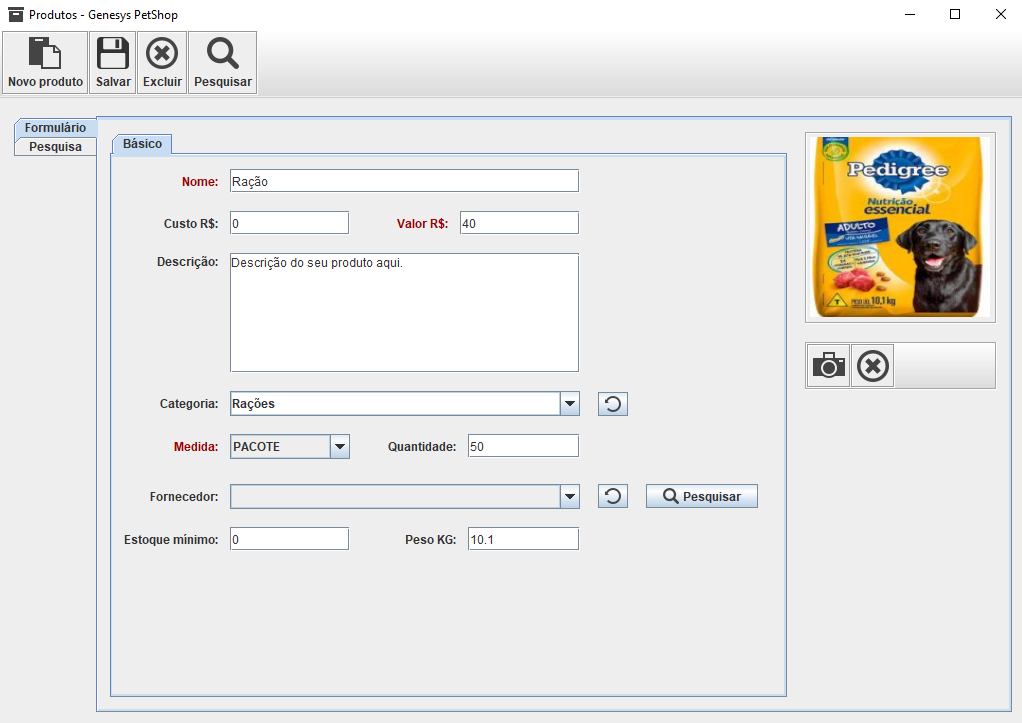 Produtos - Genesys PetShop
Novo produto Salvar Excluir Pesquisar
Formulário
Pesquisa
Básico
Nome: Ração
Custo R$: 0 Valor R$: 40
Descrição: Descrição do seu produto aqui.
Categoria: Rações
Medida: PACOTE Quantidade: 50
Fornecedor: Pesquisar
Estoque mínimo: 0 Peso KG: 10.1
Pedigree
Nutrição
essencial
ADULTO
10,1 kg